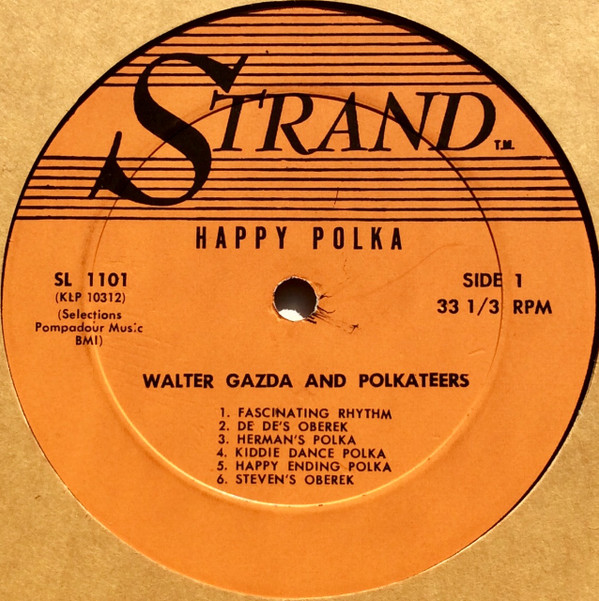 STRAND T.M.
HAPPY POLKA
SL 1101
(KLP 10312)
(Selections
Pompadour Music
BMI)
SIDE 1
33 1/3 RPM
WALTER GAZDA AND POLKATEERS
1. FASCINATING RHYTHM
2. DE DE'S OBEREK
3. HERMAN'S POLKA
4. KIDDIE DANCE POLKA
5. HAPPY ENDING POLKA
6. STEVEN'S OBEREK